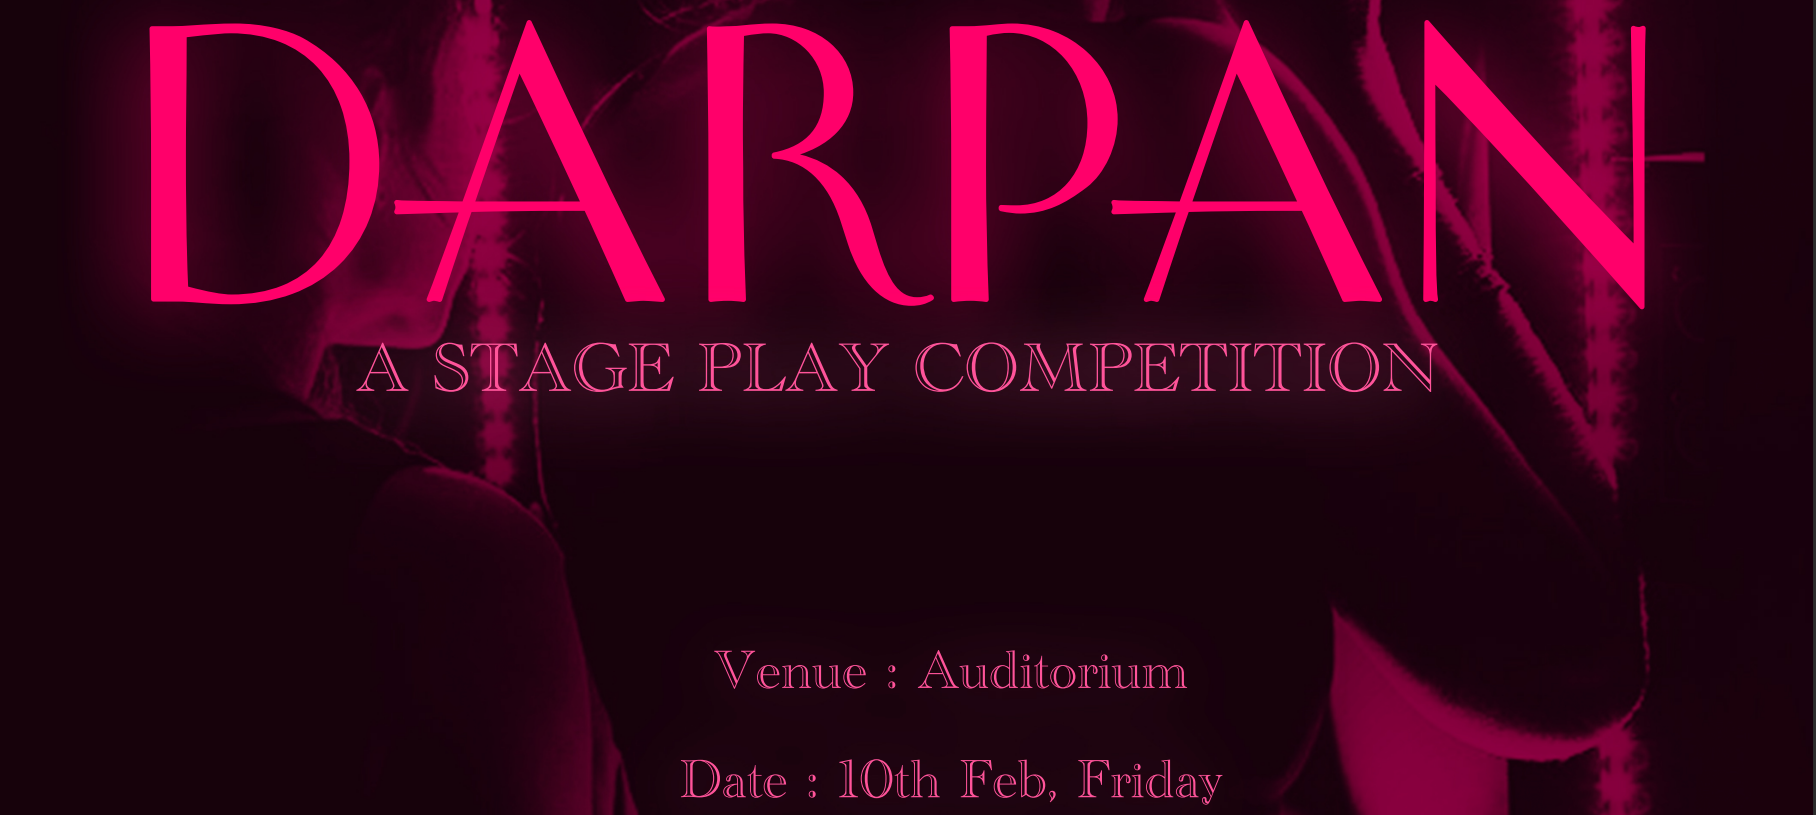 DARPAN
A STAGE PLAY COMPETITION
Venue : Auditorium
Date : 10th Feb, Friday